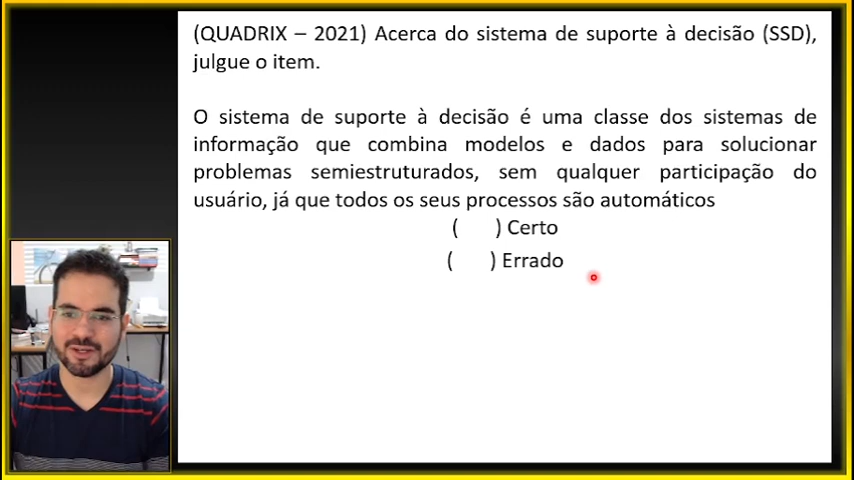 (QUADRIX – 2021) Acerca do sistema de suporte à decisão (SSD),
julgue o item.
O sistema de suporte à decisão é uma classe dos sistemas de
informação que combina modelos e dados para solucionar
problemas semiestruturados, sem qualquer participação do
usuário, já que todos os seus processos são automáticos
( ) Certo
( ) Errado